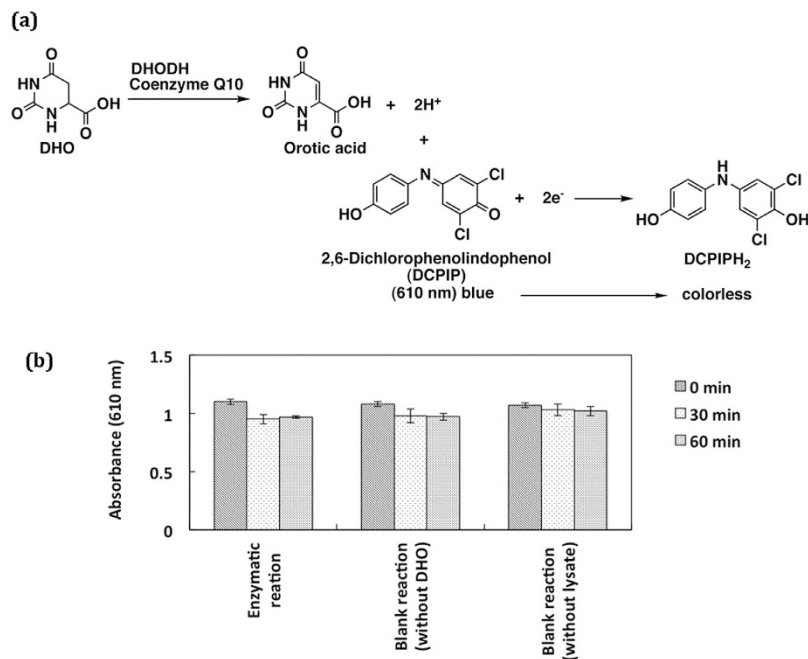 (a)
O
HN
O
N
H
O
OH
DHO
DHODH
Coenzyme Q10
O
HN
O
N
H
O
OH
Orotic acid
+ 2H+
+
HO
N
Cl
O
Cl
+ 2e-
2,6-Dichlorophenolindophenol
(DCPIP)
(610 nm) blue
HO
H
N
Cl
OH
Cl
DCPIPH2
colorless
(b)
Absorbance (610 nm)
1.5
1
0.5
0
Enzymatic
reation
Blank reaction
(without DHO)
Blank reaction
(without lysate)
0 min
30 min
60 min